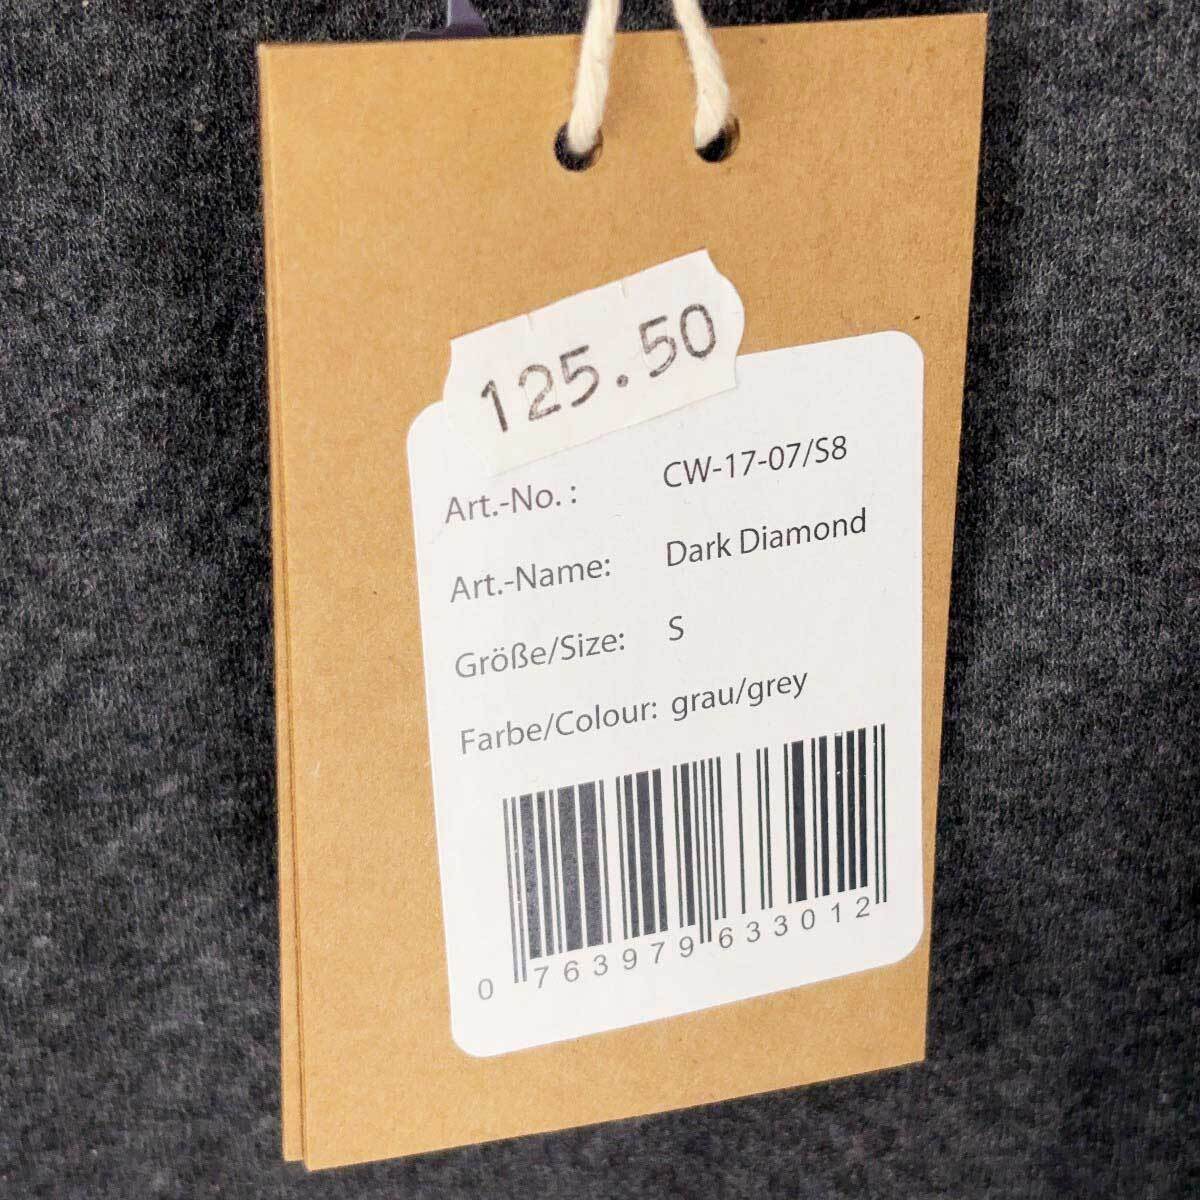 125.50
Art.-No. : CW-17-07/S8
Art.-Name: Dark Diamond
Größe/Size: S
Farbe/Colour: grau/grey
0 763979 633012